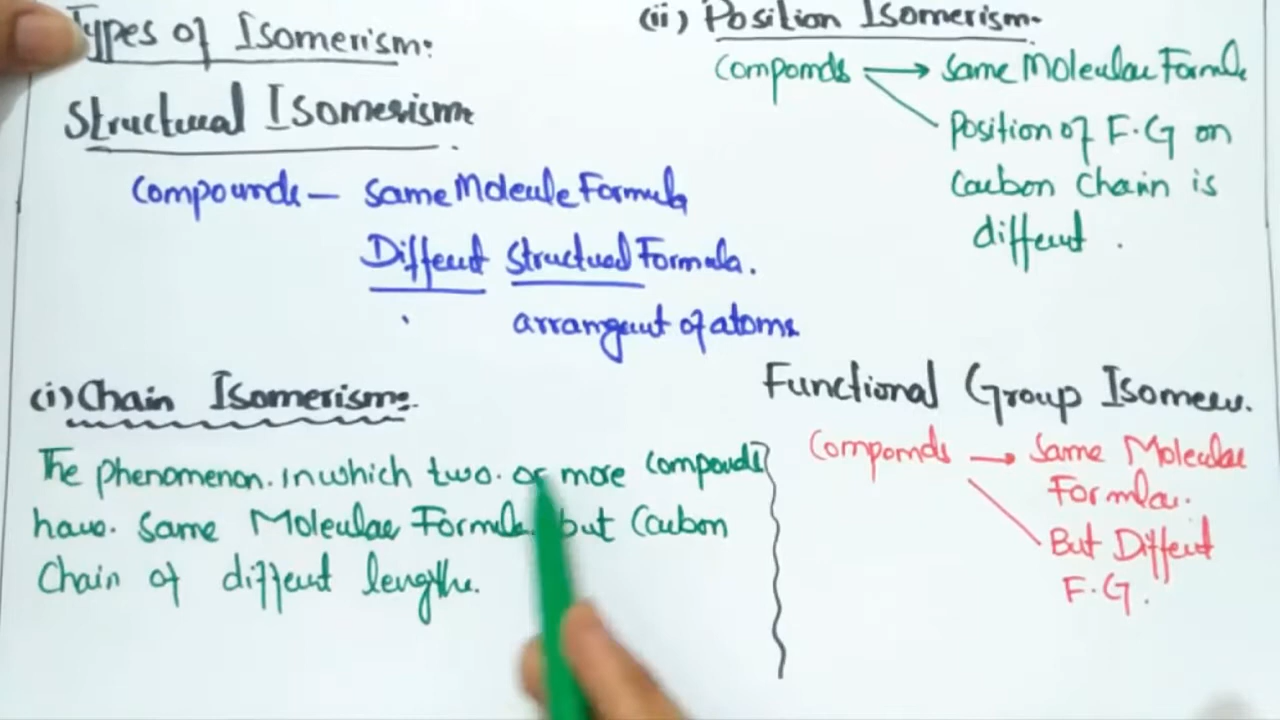 Types of Isomerism:
Structural Isomerism
Compounds – Same Molecule Formula
Different Structural Formula.
arrangement of atoms
(i) Chain Isomerism:
The phenomenon in which two or more compounds
have same Molecular Formula but Carbon
Chain of different lengths.
(ii) Position Isomerism
Compounds → Same Molecular Formula
Position of F.G on
Carbon Chain is
different.
Functional Group Isomers.
Compounds → Same Molecular
Formula.
But Different
F.G.